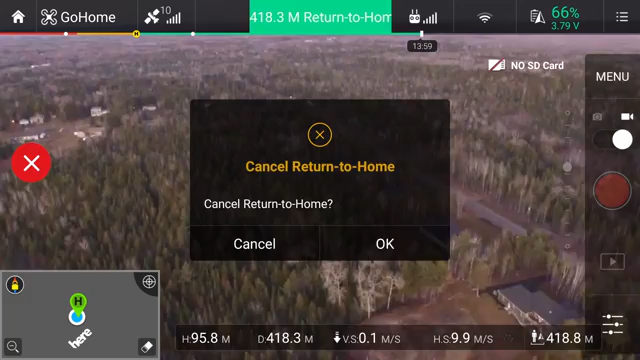 GoHome
10
418.3 M Return-to-Hom
66%
3.79 V
13:59
NO SD Card
MENU
Cancel Return-to-Home
Cancel Return-to-Home?
Cancel
OK
H
H
here
H:95.8 M
D:418.3 M
V.S:0.1 M/S
H.S:9.9 M/S
418.8 M